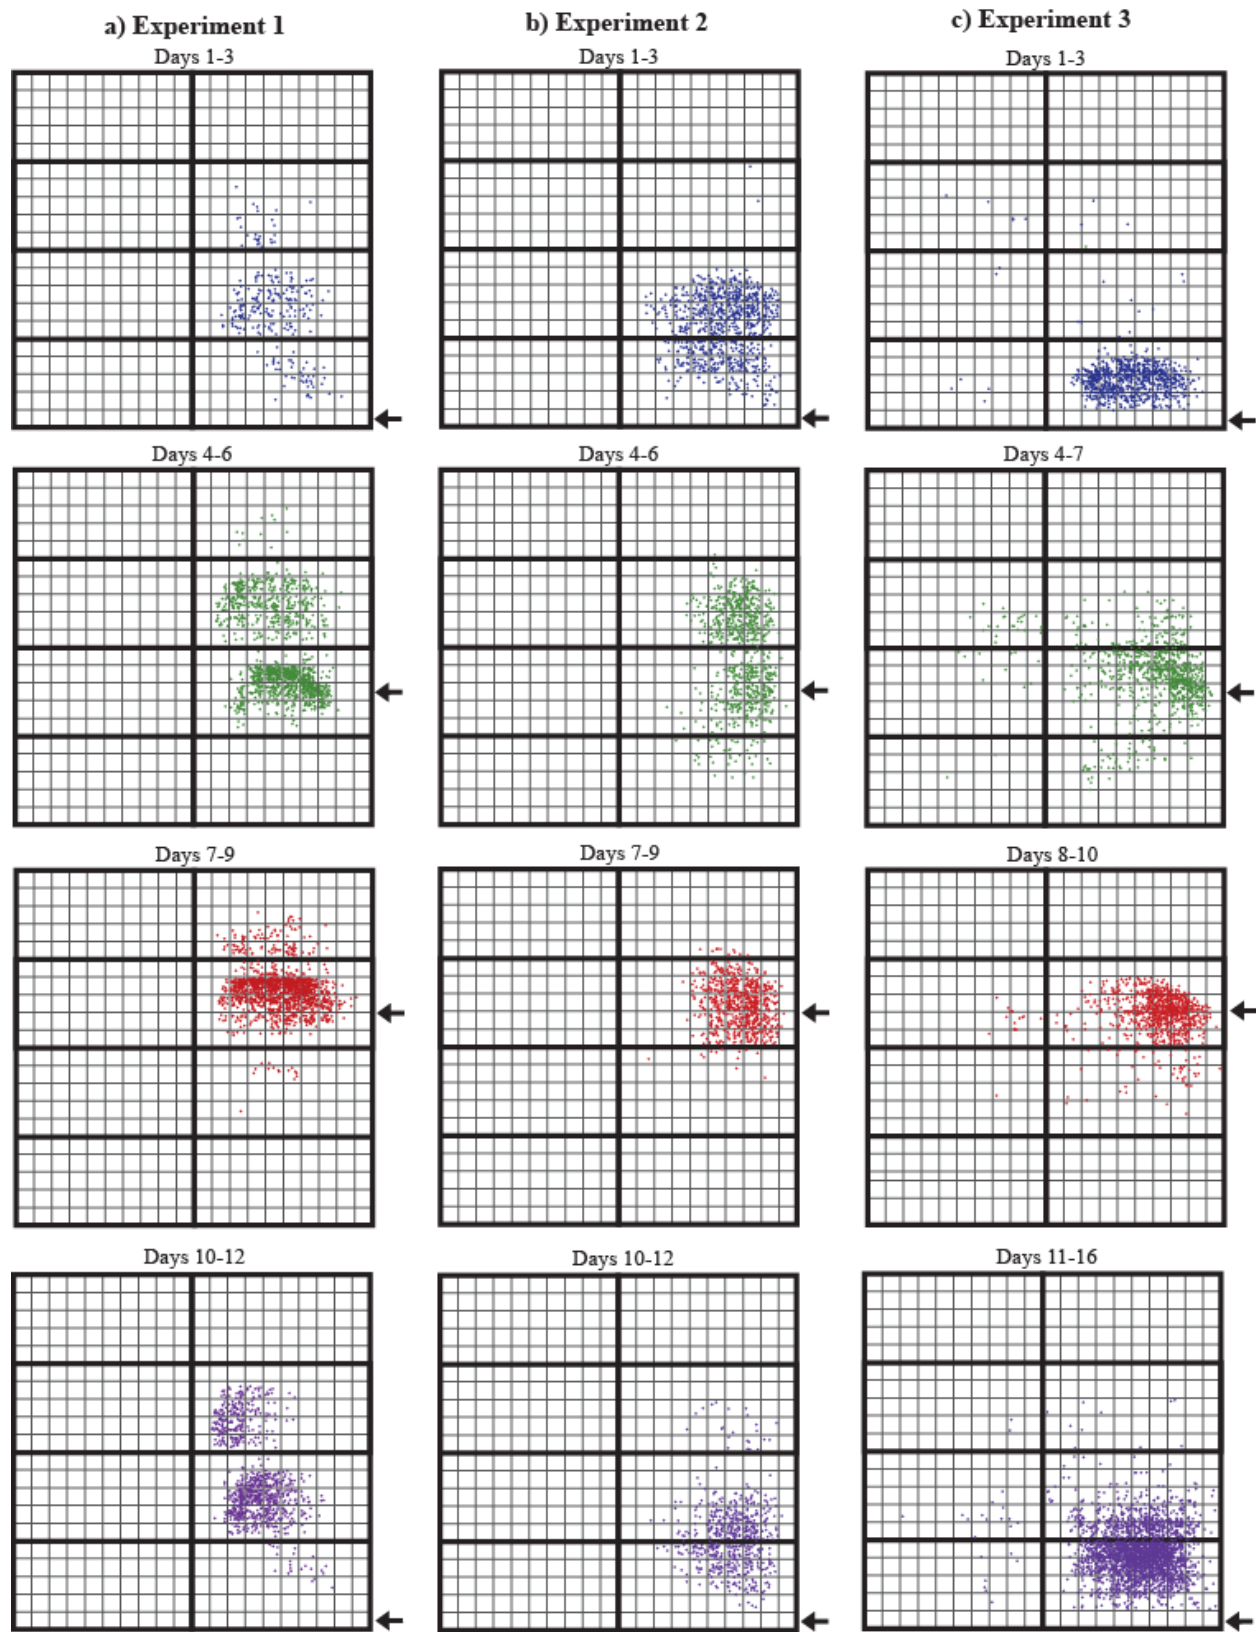 a) Experiment 1
b) Experiment 2
c) Experiment 3
Days 1-3
Days 1-3
Days 1-3
Days 4-6
Days 4-6
Days 4-7
Days 7-9
Days 7-9
Days 8-10
Days 10-12
Days 10-12
Days 11-16